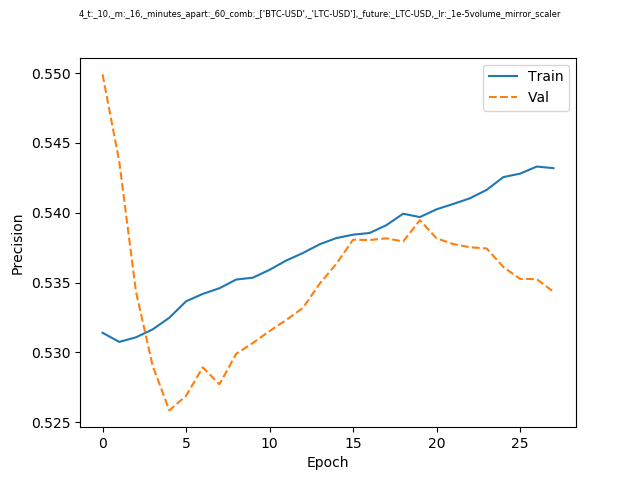 4_t:_10,_m:_16,_minutes_apart:_60_comb:_['BTC-USD',_'LTC-USD'],_future:_LTC-USD,_lr:_1e-5volume_mirror_scaler
0.550
0.545
0.540
0.535
0.530
0.525
Precision
Train
Val
0 5 10 15 20 25
Epoch